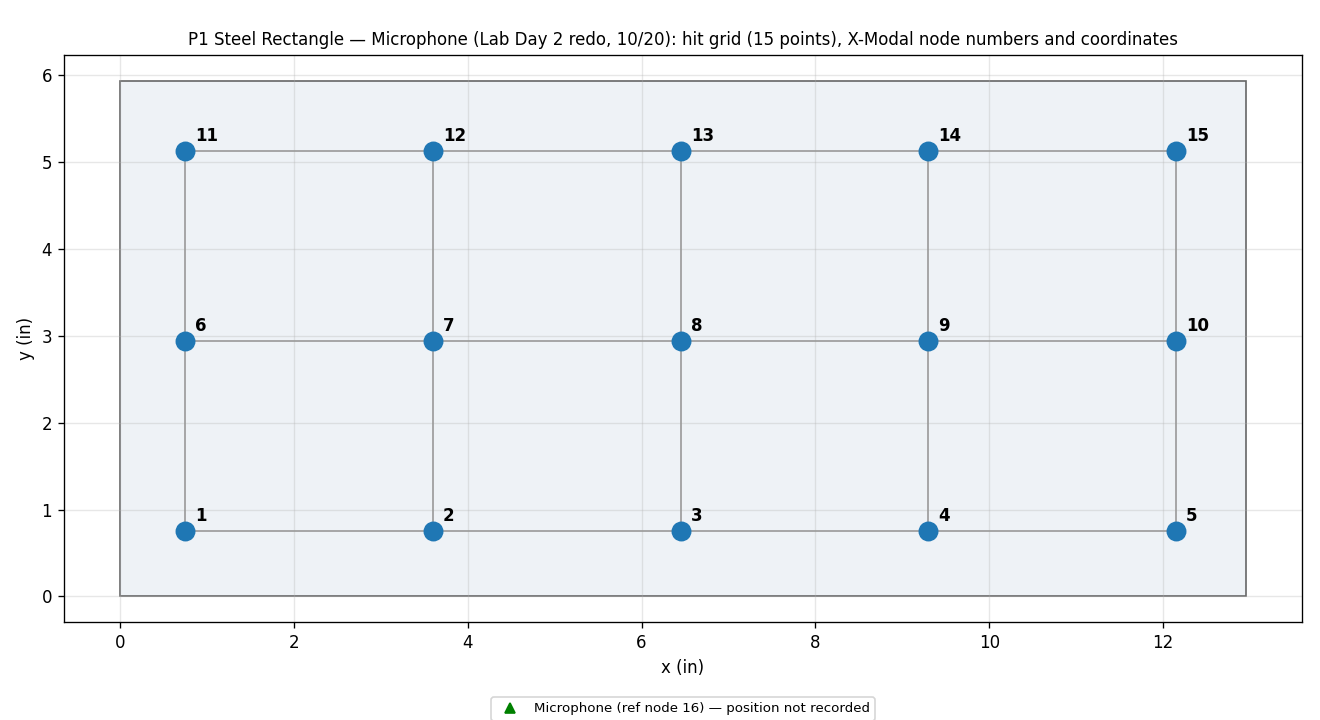 P1 Steel Rectangle — Microphone (Lab Day 2 redo, 10/20): hit grid (15 points), X-Modal node numbers and coordinates
6
11 12 13 14 15
5
4
y (in)
3
6 7 8 9 10
2
1
1 2 3 4 5
0
0 2 4 6 8 10 12
x (in)
Microphone (ref node 16) — position not recorded